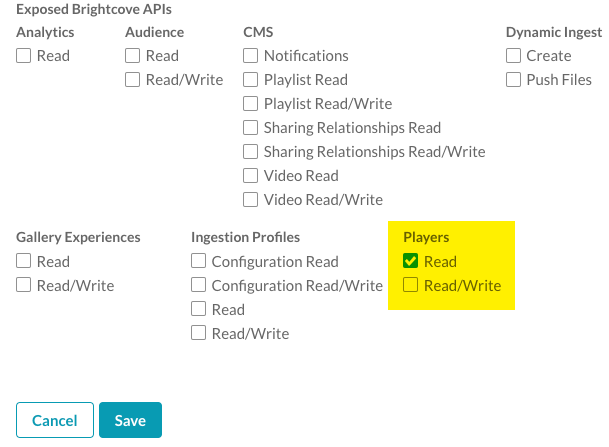 Exposed Brightcove APIs
Analytics Audience CMS Dynamic Ingest
Read Read Notifications Create
Read/Write Playlist Read Push Files
Playlist Read/Write
Sharing Relationships Read
Sharing Relationships Read/Write
Video Read
Video Read/Write
Gallery Experiences Ingestion Profiles Players
Read Configuration Read Read
Read/Write Configuration Read/Write Read/Write
Read
Read/Write
Cancel Save